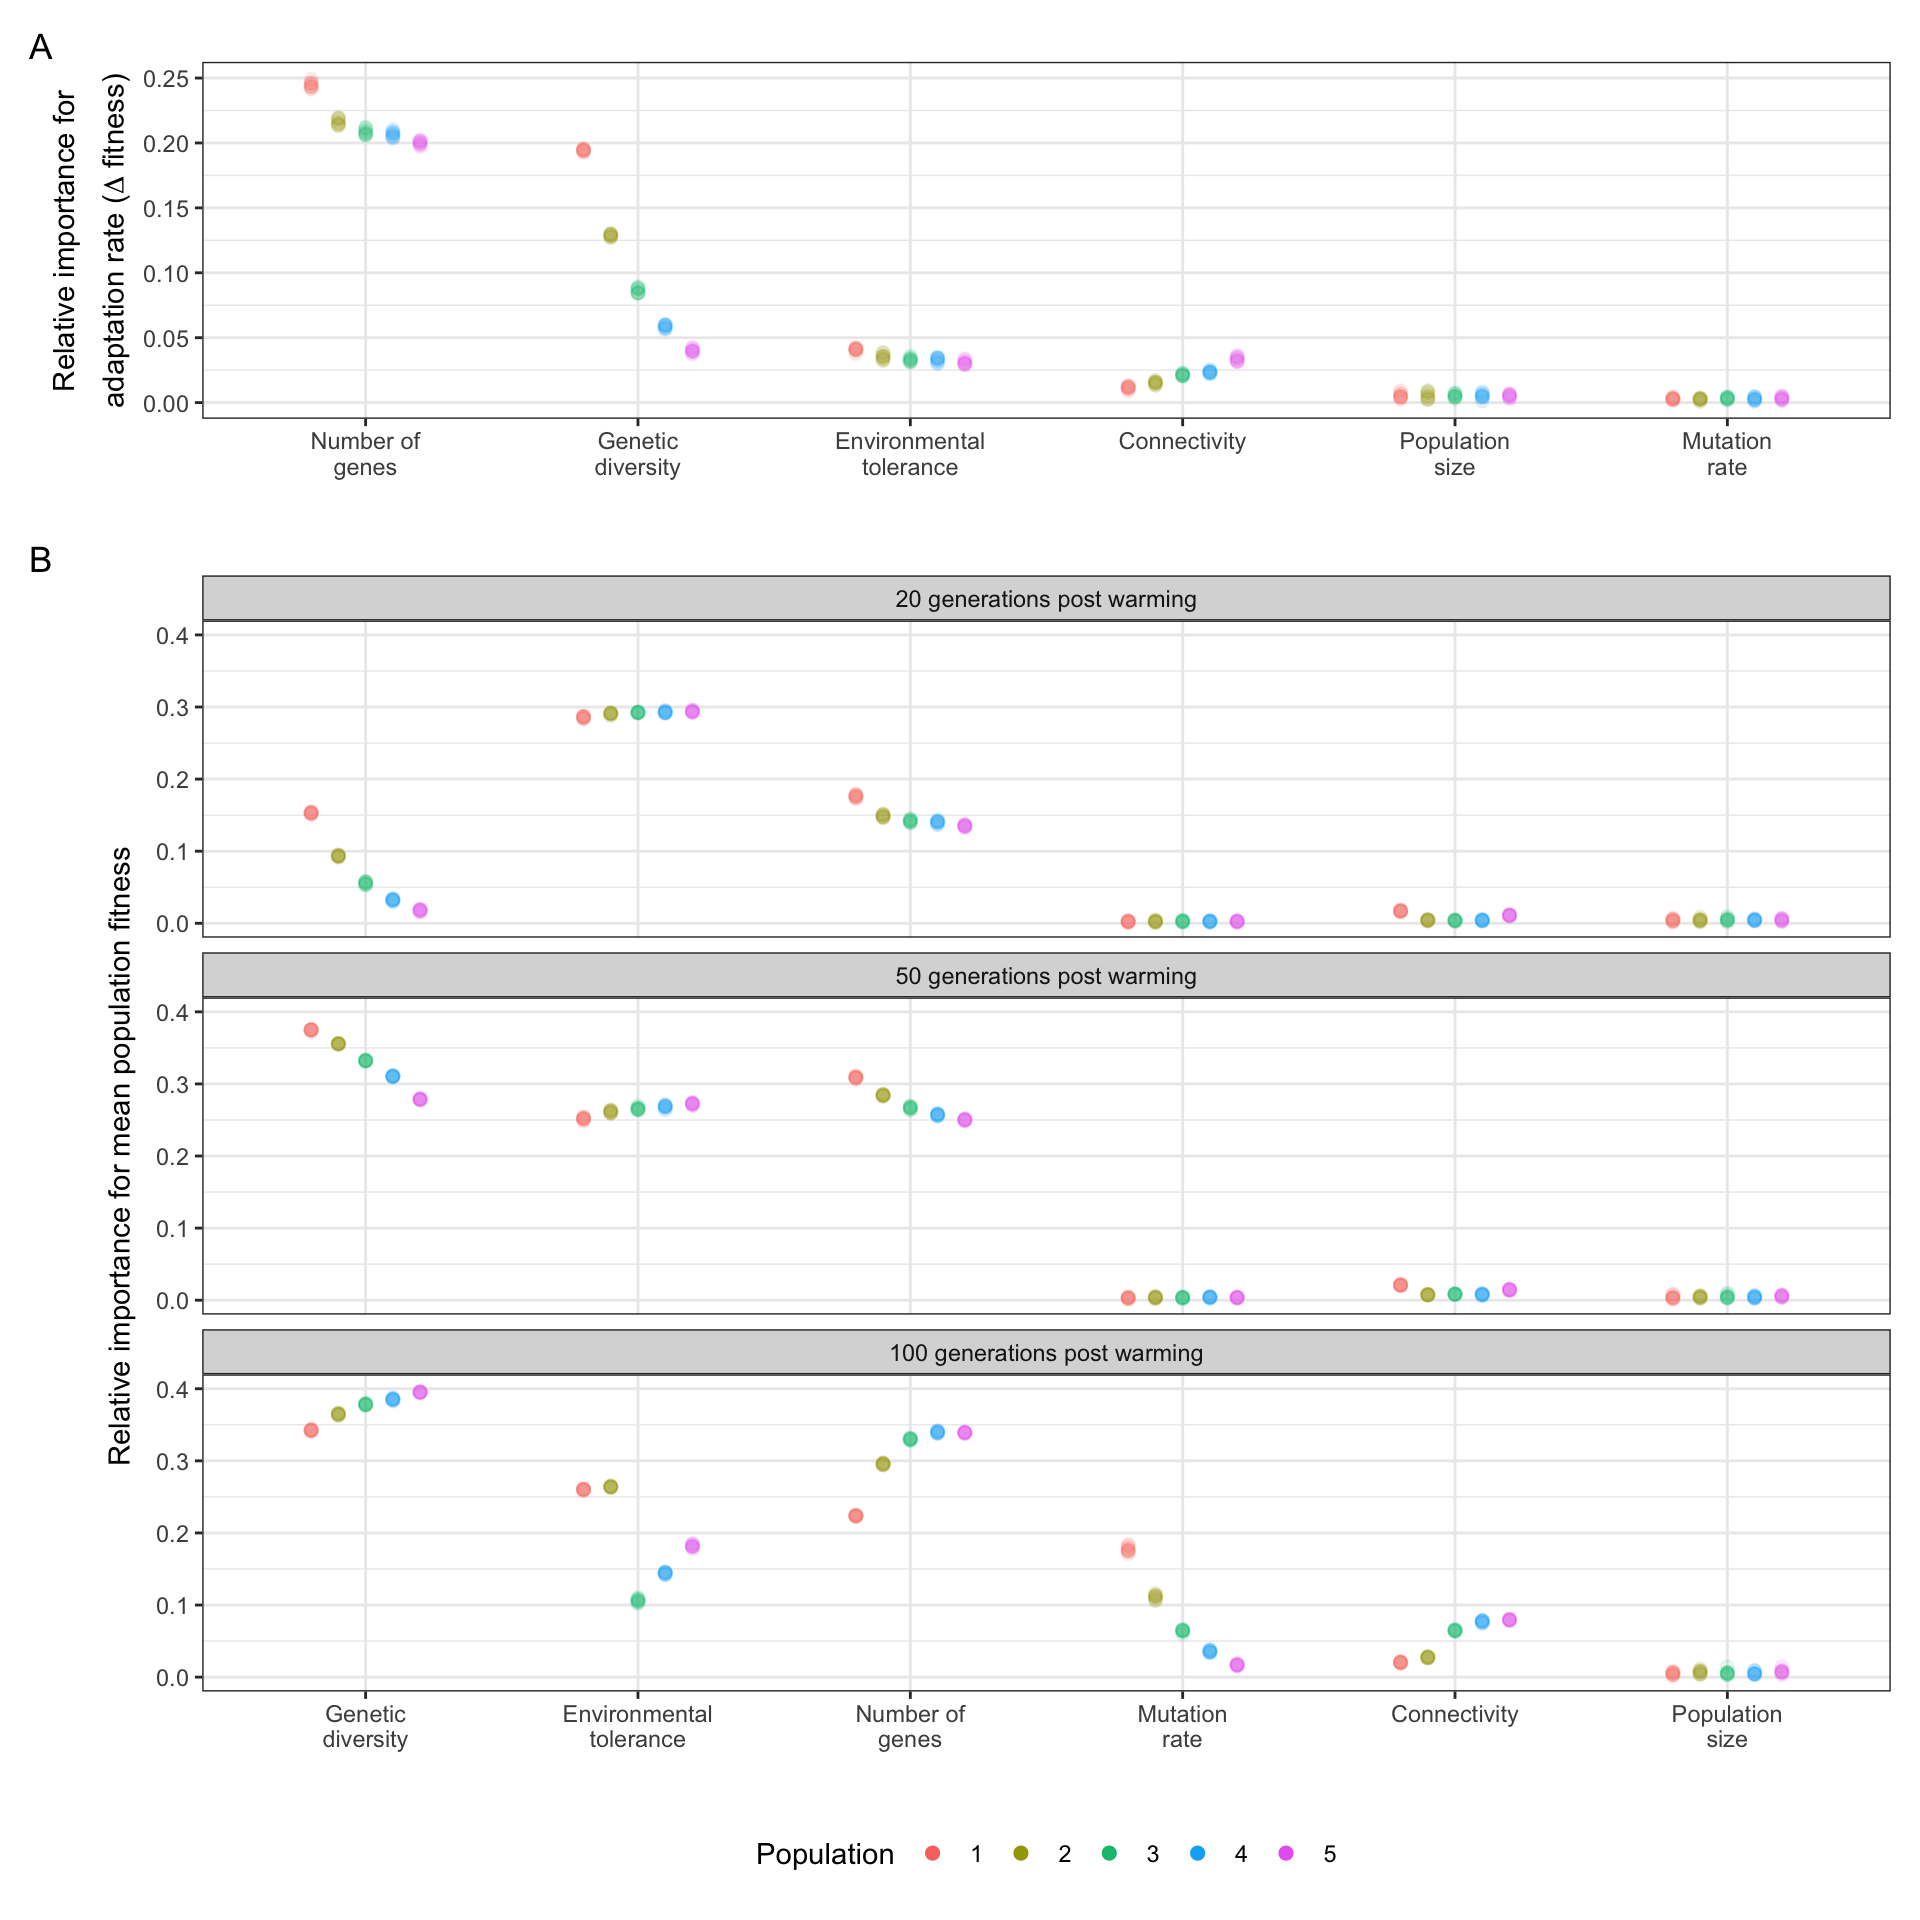 A
Relative importance for
adaptation rate (Δ fitness)
0.25
0.20
0.15
0.10
0.05
0.00
Number of
genes
Genetic
diversity
Environmental
tolerance
Connectivity
Population
size
Mutation
rate
B
Relative importance for mean population fitness
20 generations post warming
0.4
0.3
0.2
0.1
0.0
50 generations post warming
0.4
0.3
0.2
0.1
0.0
100 generations post warming
0.4
0.3
0.2
0.1
0.0
Genetic
diversity
Environmental
tolerance
Number of
genes
Mutation
rate
Connectivity
Population
size
Population 1 2 3 4 5